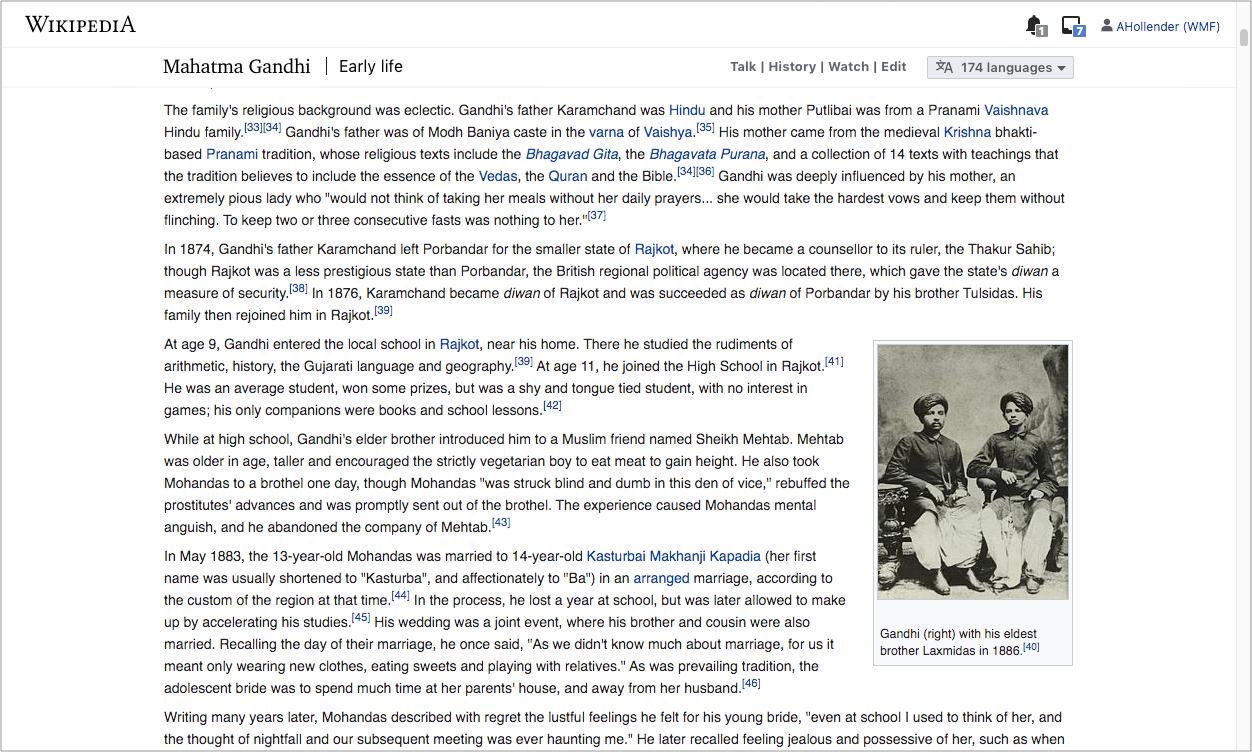 WIKIPEDIA
1
7
AHollender (WMF)
Mahatma Gandhi | Early life
Talk | History | Watch | Edit
174 languages
The family's religious background was eclectic. Gandhi's father Karamchand was Hindu and his mother Putlibai was from a Pranami Vaishnava
Hindu family.[33][34] Gandhi's father was of Modh Baniya caste in the varna of Vaishya.[35] His mother came from the medieval Krishna bhakti-
based Pranami tradition, whose religious texts include the Bhagavad Gita, the Bhagavata Purana, and a collection of 14 texts with teachings that
the tradition believes to include the essence of the Vedas, the Quran and the Bible.[34][36] Gandhi was deeply influenced by his mother, an
extremely pious lady who "would not think of taking her meals without her daily prayers... she would take the hardest vows and keep them without
flinching. To keep two or three consecutive fasts was nothing to her."[37]
In 1874, Gandhi's father Karamchand left Porbandar for the smaller state of Rajkot, where he became a counsellor to its ruler, the Thakur Sahib;
though Rajkot was a less prestigious state than Porbandar, the British regional political agency was located there, which gave the state's diwan a
measure of security.[38] In 1876, Karamchand became diwan of Rajkot and was succeeded as diwan of Porbandar by his brother Tulsidas. His
family then rejoined him in Rajkot.[39]
At age 9, Gandhi entered the local school in Rajkot, near his home. There he studied the rudiments of
arithmetic, history, the Gujarati language and geography.[39] At age 11, he joined the High School in Rajkot.[41]
He was an average student, won some prizes, but was a shy and tongue tied student, with no interest in
games; his only companions were books and school lessons.[42]
While at high school, Gandhi's elder brother introduced him to a Muslim friend named Sheikh Mehtab. Mehtab
was older in age, taller and encouraged the strictly vegetarian boy to eat meat to gain height. He also took
Mohandas to a brothel one day, though Mohandas "was struck blind and dumb in this den of vice," rebuffed the
prostitutes' advances and was promptly sent out of the brothel. The experience caused Mohandas mental
anguish, and he abandoned the company of Mehtab.[43]
In May 1883, the 13-year-old Mohandas was married to 14-year-old Kasturbai Makhanji Kapadia (her first
name was usually shortened to "Kasturba", and affectionately to "Ba") in an arranged marriage, according to
the custom of the region at that time.[44] In the process, he lost a year at school, but was later allowed to make
up by accelerating his studies.[45] His wedding was a joint event, where his brother and cousin were also
married. Recalling the day of their marriage, he once said, "As we didn't know much about marriage, for us it
meant only wearing new clothes, eating sweets and playing with relatives." As was prevailing tradition, the
adolescent bride was to spend much time at her parents' house, and away from her husband.[46]
Gandhi (right) with his eldest
brother Laxmidas in 1886.[40]
Writing many years later, Mohandas described with regret the lustful feelings he felt for his young bride, "even at school I used to think of her, and
the thought of nightfall and our subsequent meeting was ever haunting me." He later recalled feeling jealous and possessive of her, such as when